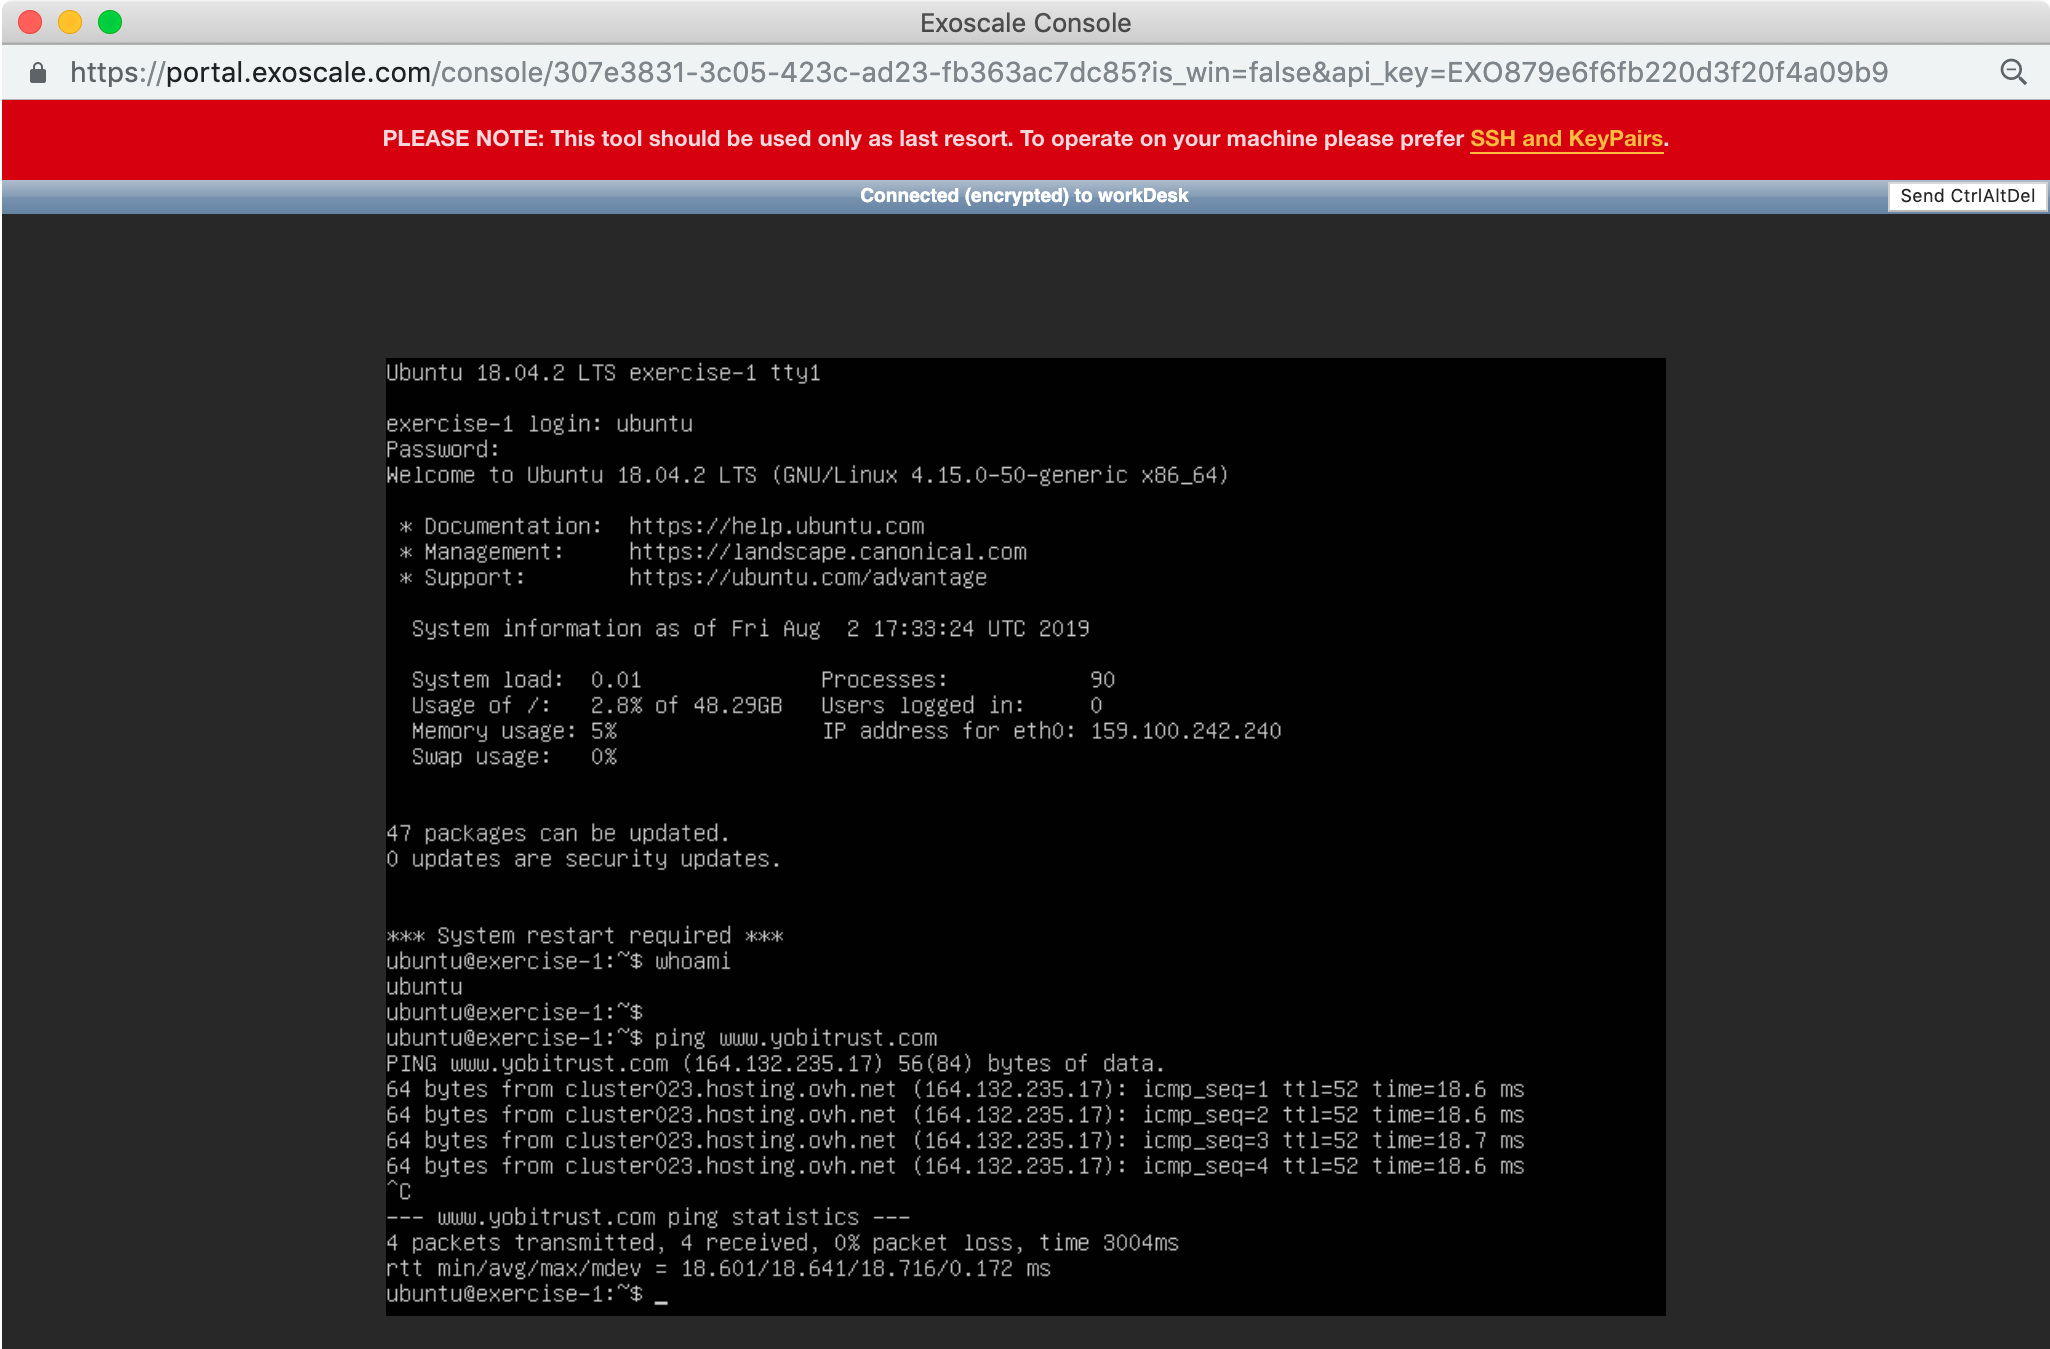 Exoscale Console
https://portal.exoscale.com/console/307e3831-3c05-423c-ad23-fb363ac7dc85?is_win=false&api_key=EXO879e6f6fb220d3f20f4a09b9
PLEASE NOTE: This tool should be used only as last resort. To operate on your machine please prefer SSH and KeyPairs.
Connected (encrypted) to workDesk
Send CtrlAltDel
Ubuntu 18.04.2 LTS exercise-1 tty1
exercise-1 login: ubuntu
Password:
Welcome to Ubuntu 18.04.2 LTS (GNU/Linux 4.15.0-50-generic x86_64)
* Documentation:  https://help.ubuntu.com
* Management:     https://landscape.canonical.com
* Support:        https://ubuntu.com/advantage
System information as of Fri Aug  2 17:33:24 UTC 2019
System load:  0.01              Processes:           90
Usage of /:   2.8% of 48.29GB   Users logged in:     0
Memory usage: 5%                IP address for eth0: 159.100.242.240
Swap usage:   0%
47 packages can be updated.
0 updates are security updates.
*** System restart required ***
ubuntu@exercise-1:~$ whoami
ubuntu
ubuntu@exercise-1:~$
ubuntu@exercise-1:~$ ping www.yobitrust.com
PING www.yobitrust.com (164.132.235.17) 56(84) bytes of data.
64 bytes from cluster023.hosting.ovh.net (164.132.235.17): icmp_seq=1 ttl=52 time=18.6 ms
64 bytes from cluster023.hosting.ovh.net (164.132.235.17): icmp_seq=2 ttl=52 time=18.6 ms
64 bytes from cluster023.hosting.ovh.net (164.132.235.17): icmp_seq=3 ttl=52 time=18.7 ms
64 bytes from cluster023.hosting.ovh.net (164.132.235.17): icmp_seq=4 ttl=52 time=18.6 ms
^C
--- www.yobitrust.com ping statistics ---
4 packets transmitted, 4 received, 0% packet loss, time 3004ms
rtt min/avg/max/mdev = 18.601/18.641/18.716/0.172 ms
ubuntu@exercise-1:~$ _